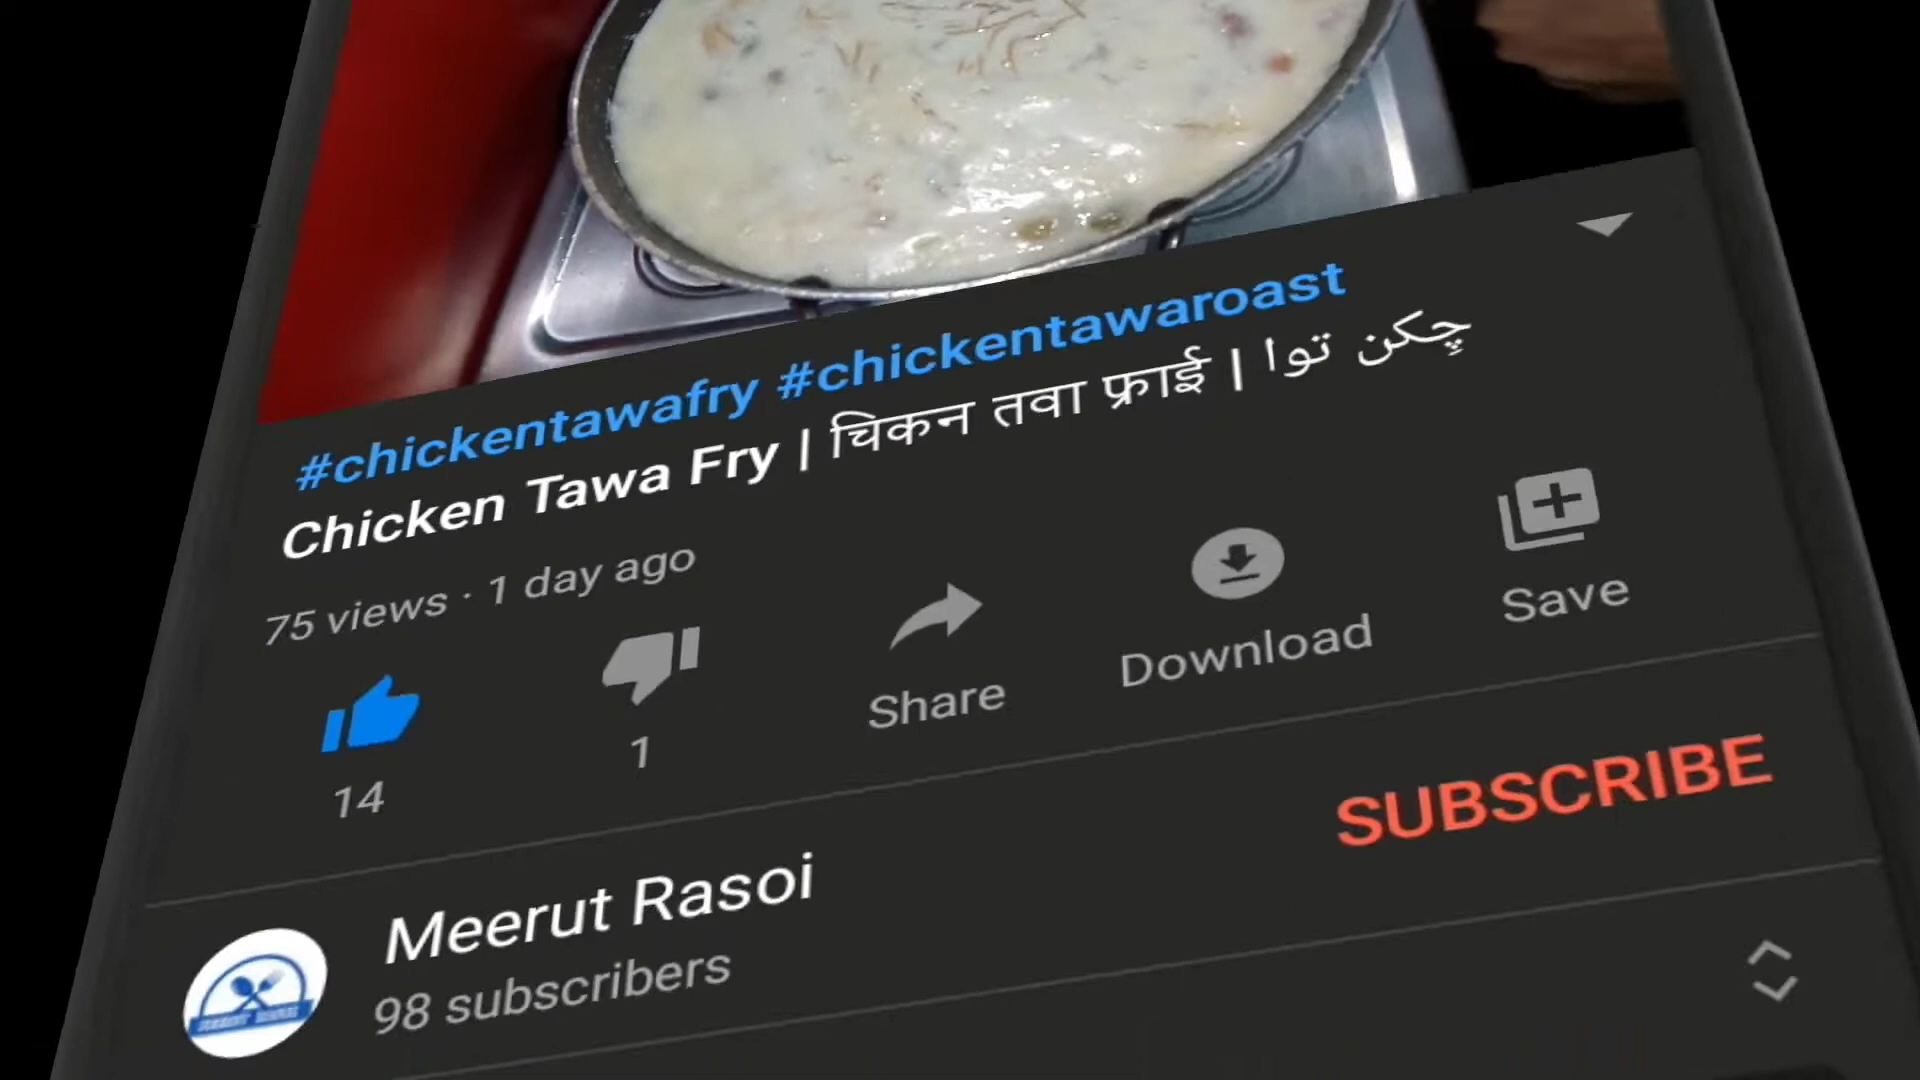 #chickentawafry #chickentawaroast
Chicken Tawa Fry | चिकन तवा फ्राई | چِکن توا
75 views · 1 day ago
14
1
Share
Download
Save
SUBSCRIBE
Meerut Rasoi
98 subscribers